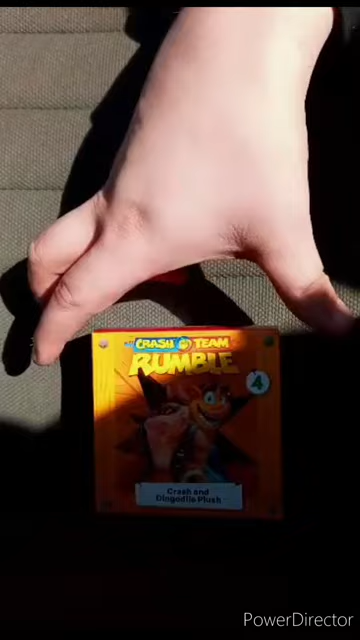 CRASH TEAM
RUMBLE
4
Crash and
Dingodile Plush
PowerDirector